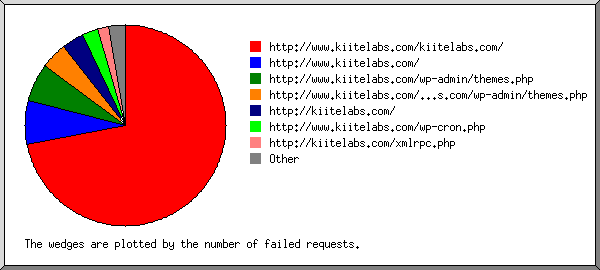 http://www.kiitelabs.com/kiitelabs.com/
http://www.kiitelabs.com/
http://www.kiitelabs.com/wp-admin/themes.php
http://www.kiitelabs.com/...s.com/wp-admin/themes.php
http://kiitelabs.com/
http://www.kiitelabs.com/wp-cron.php
http://kiitelabs.com/xmlrpc.php
Other
The wedges are plotted by the number of failed requests.